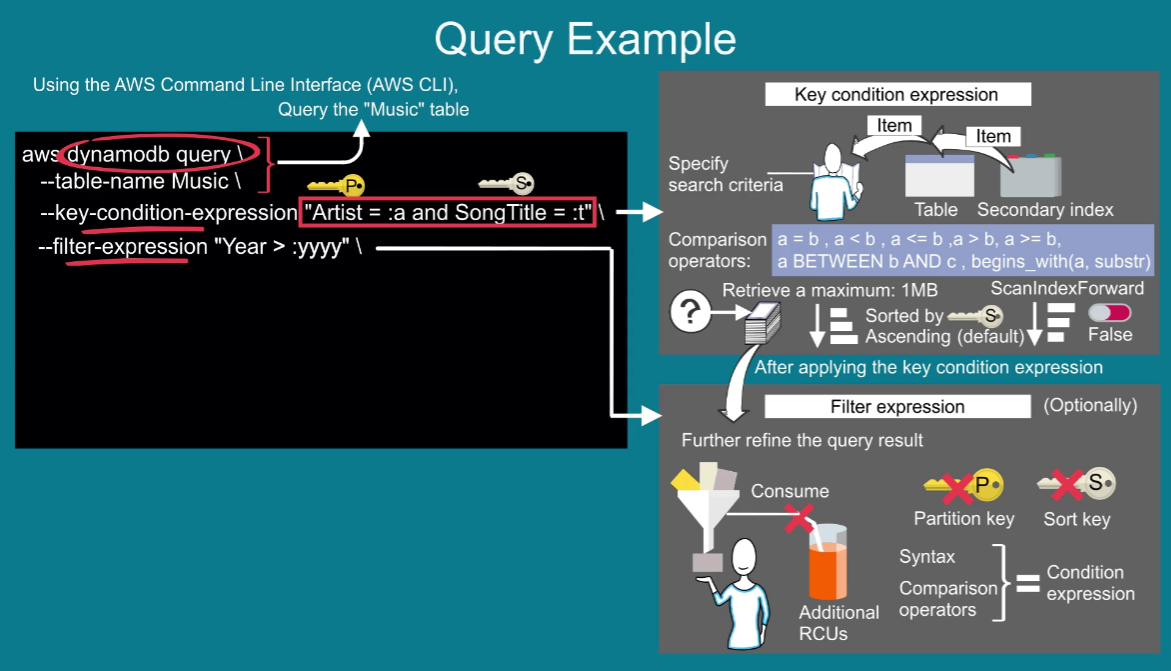 Query Example
Using the AWS Command Line Interface (AWS CLI),
Query the "Music" table
aws dynamodb query \
--table-name Music \
P
S
--key-condition-expression "Artist = :a and SongTitle = :t" \
--filter-expression "Year > :yyyy" \
Key condition expression
Item
Item
Specify
search criteria
Table
Secondary index
Comparison
operators:
a = b , a < b , a <= b ,a > b, a >= b,
a BETWEEN b AND c , begins_with(a, substr)
?
Retrieve a maximum: 1MB
Sorted by
S
Ascending (default)
ScanIndexForward
False
After applying the key condition expression
Filter expression
(Optionally)
Further refine the query result
Consume
Additional
RCUs
P
Partition key
S
Sort key
Syntax
Comparison
operators
=
Condition
expression